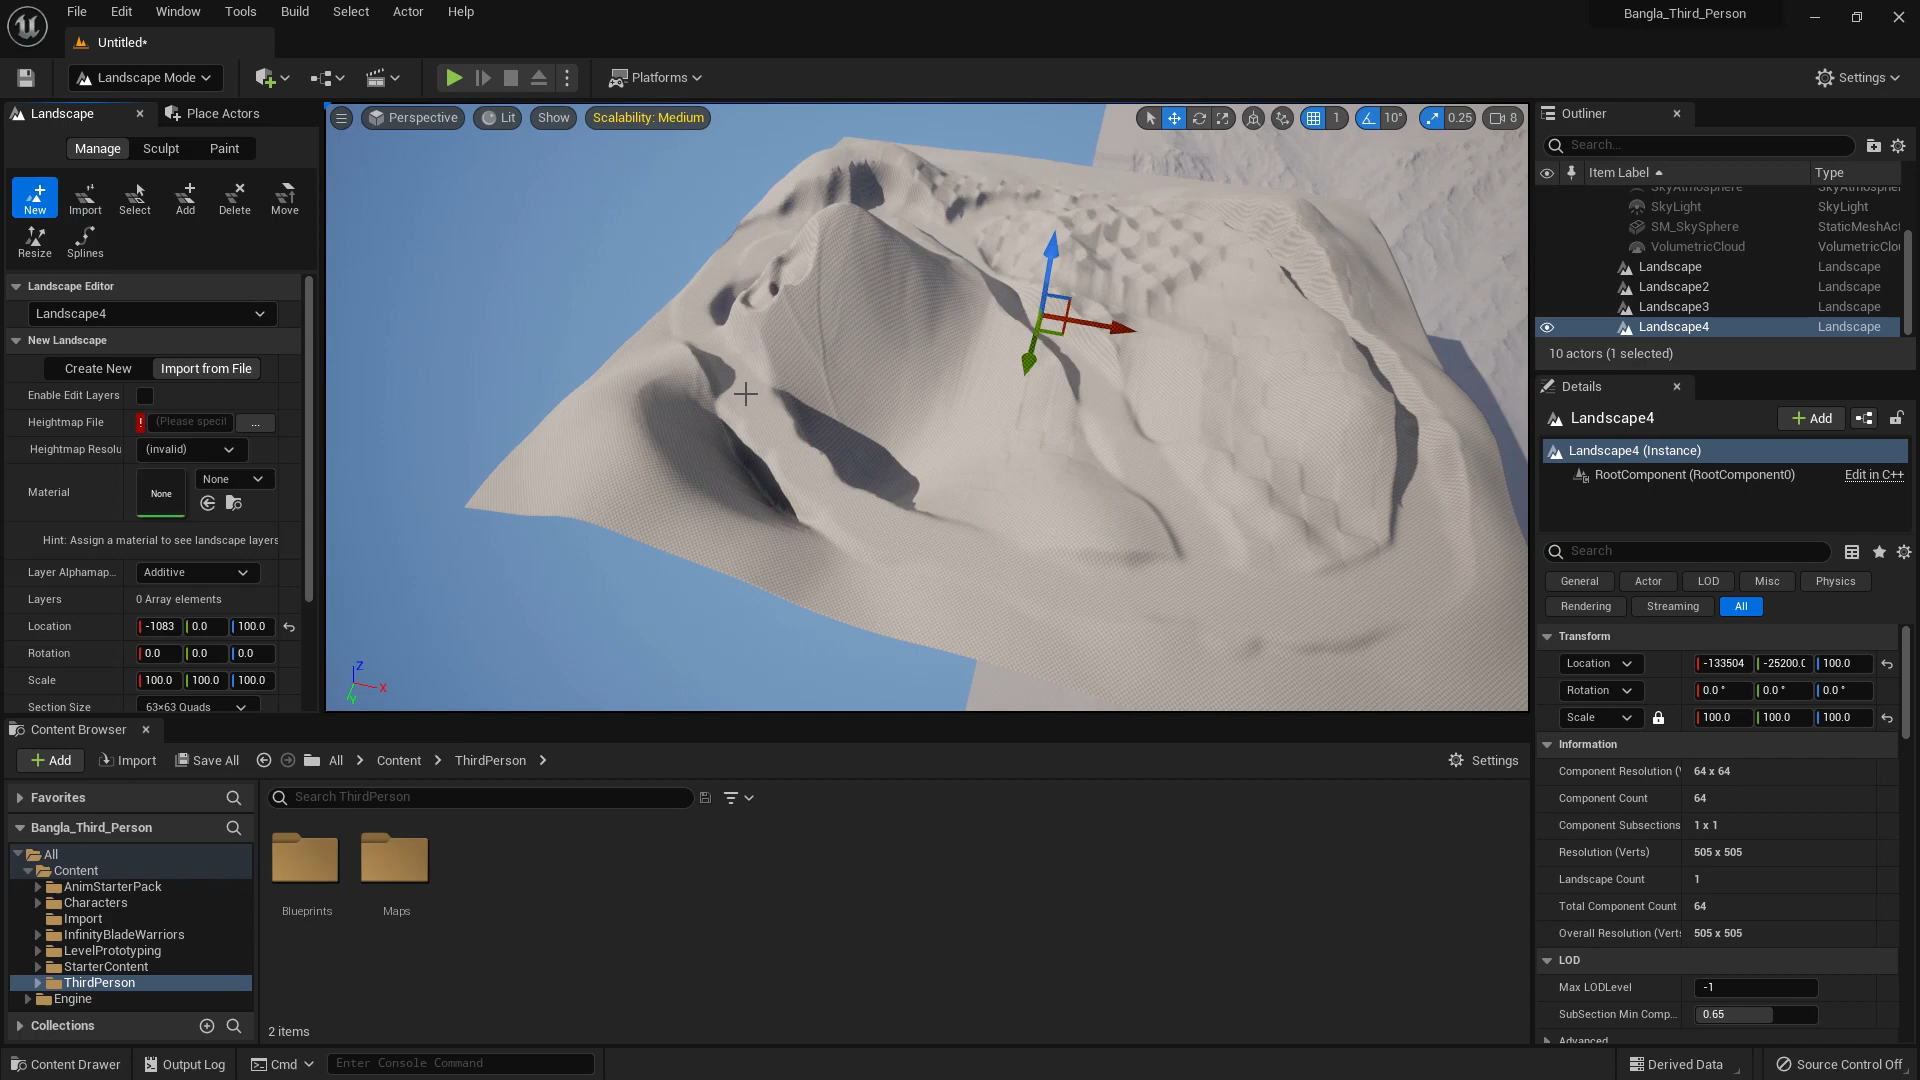 File Edit Window Tools Build Select Actor Help
Bangla_Third_Person
Untitled*
Landscape Mode
Platforms
Settings
Landscape
Place Actors
Manage Sculpt Paint
New Import Select Add Delete Move
Resize Splines
Landscape Editor
Landscape4
New Landscape
Create New Import from File
Enable Edit Layers
Heightmap File ! (Please specif ...
Heightmap Resolu (invalid)
Material None None
Hint: Assign a material to see landscape layers
Layer Alphamap... Additive
Layers 0 Array elements
Location -1083 0.0 100.0
Rotation 0.0 0.0 0.0
Scale 100.0 100.0 100.0
Section Size 63×63 Quads
Perspective Lit Show Scalability: Medium
1 10° 0.25 8
Z
X
Y
Outliner
Search...
Item Label Type
SkyAtmosphere SkyAtmospher
SkyLight SkyLight
SM_SkySphere StaticMeshAct
VolumetricCloud VolumetricClou
Landscape Landscape
Landscape2 Landscape
Landscape3 Landscape
Landscape4 Landscape
10 actors (1 selected)
Details
Landscape4
Add
Landscape4 (Instance)
RootComponent (RootComponent0) Edit in C++
Search
General Actor LOD Misc Physics
Rendering Streaming All
Transform
Location -133504 -25200.0 100.0
Rotation 0.0 ° 0.0 ° 0.0 °
Scale 100.0 100.0 100.0
Information
Component Resolution (V 64 x 64
Component Count 64
Component Subsections 1 x 1
Resolution (Verts) 505 x 505
Landscape Count 1
Total Component Count 64
Overall Resolution (Verts 505 x 505
LOD
Max LODLevel -1
SubSection Min Comp... 0.65
Advanced
Content Browser
Add Import Save All All Content ThirdPerson Settings
Favorites
Search ThirdPerson
Bangla_Third_Person
All
Content
AnimStarterPack
Characters
Import
InfinityBladeWarriors
LevelPrototyping
StarterContent
ThirdPerson
Engine
Collections
Blueprints Maps
2 items
Content Drawer Output Log Cmd Enter Console Command Derived Data Source Control Off